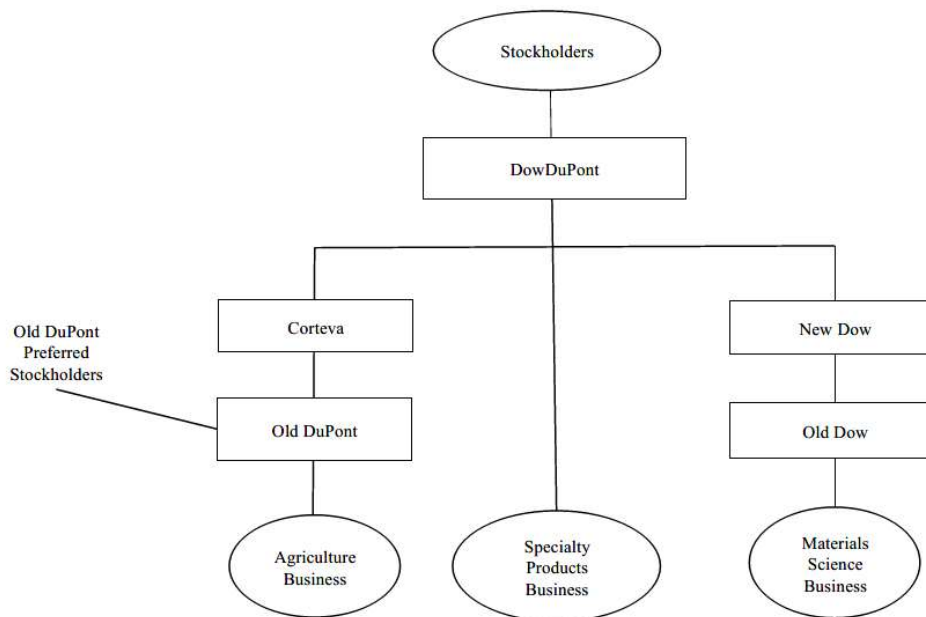 Stockholders
DowDuPont
Corteva
New Dow
Old DuPont
Preferred
Stockholders
Old DuPont
Old Dow
Agriculture
Business
Specialty
Products
Business
Materials
Science
Business